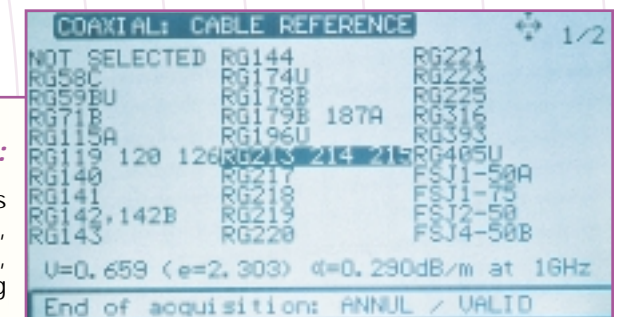 COAXIAL: CABLE REFERENCE 1/2
NOT SELECTED RG144 RG221
RG58C RG174U RG223
RG59BU RG178B RG225
RG71B RG179B 187A RG316
RG115A RG196U RG393
RG119 120 126 RG213 214 215 RG405U
RG140 RG217 FSJ1-50A
RG141 RG218 FSJ1-75
RG142,142B RG219 FSJ2-50
RG143 RG220 FSJ4-50B
V=0.659 (e=2.303) α=0.290dB/m at 1GHz
End of acquisition: ANNUL / VALID
:
s
,
,
g